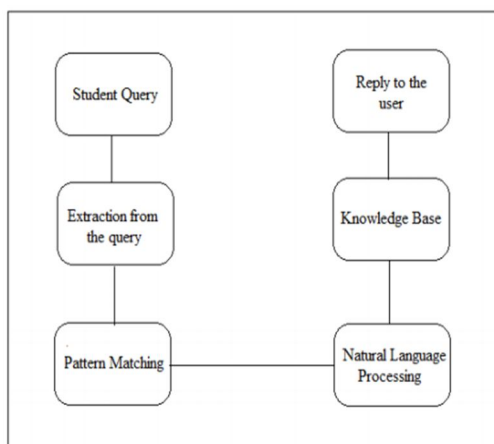 Student Query
Extraction from
the query
Pattern Matching
Natural Language
Processing
Knowledge Base
Reply to the
user